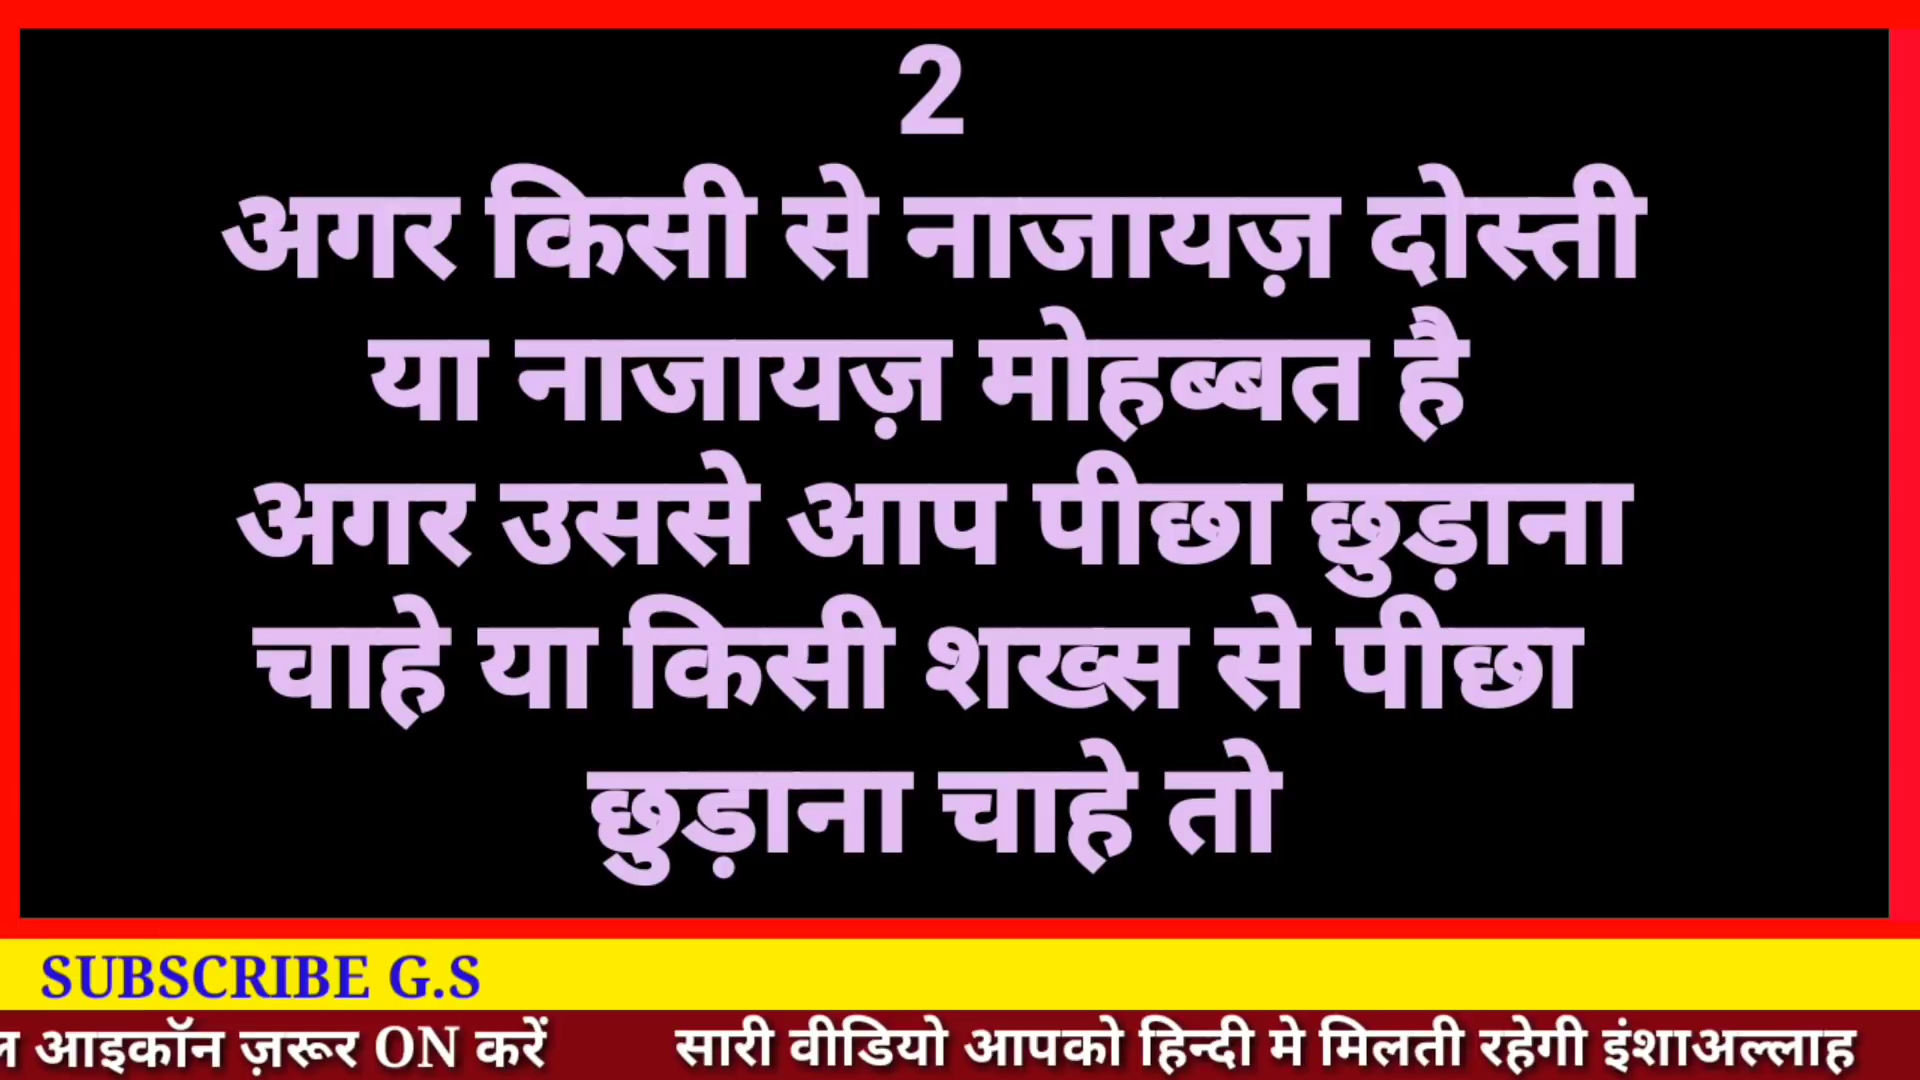 2
अगर किसी से नाजायज़ दोस्ती
या नाजायज़ मोहब्बत है
अगर उससे आप पीछा छुड़ाना
चाहे या किसी शख्स से पीछा
छुड़ाना चाहे तो
SUBSCRIBE G.S
आइकॉन ज़रूर ON करें सारी वीडियो आपको हिन्दी मे मिलती रहेगी इंशाअल्लाह